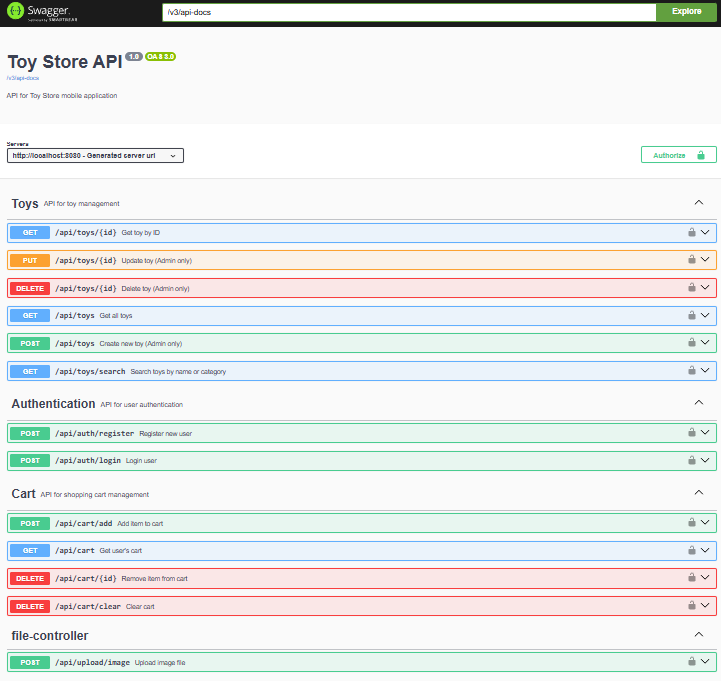 Swagger.
Supported by SMARTBEAR
/v3/api-docs
Explore
Toy Store API 1.0 OAS 3.0
/v3/api-docs
API for Toy Store mobile application
Servers
http://localhost:8080 - Generated server url
Authorize
Toys API for toy management
GET /api/toys/{id} Get toy by ID
PUT /api/toys/{id} Update toy (Admin only)
DELETE /api/toys/{id} Delete toy (Admin only)
GET /api/toys Get all toys
POST /api/toys Create new toy (Admin only)
GET /api/toys/search Search toys by name or category
Authentication API for user authentication
POST /api/auth/register Register new user
POST /api/auth/login Login user
Cart API for shopping cart management
POST /api/cart/add Add item to cart
GET /api/cart Get user's cart
DELETE /api/cart/{id} Remove item from cart
DELETE /api/cart/clear Clear cart
file-controller
POST /api/upload/image Upload image file